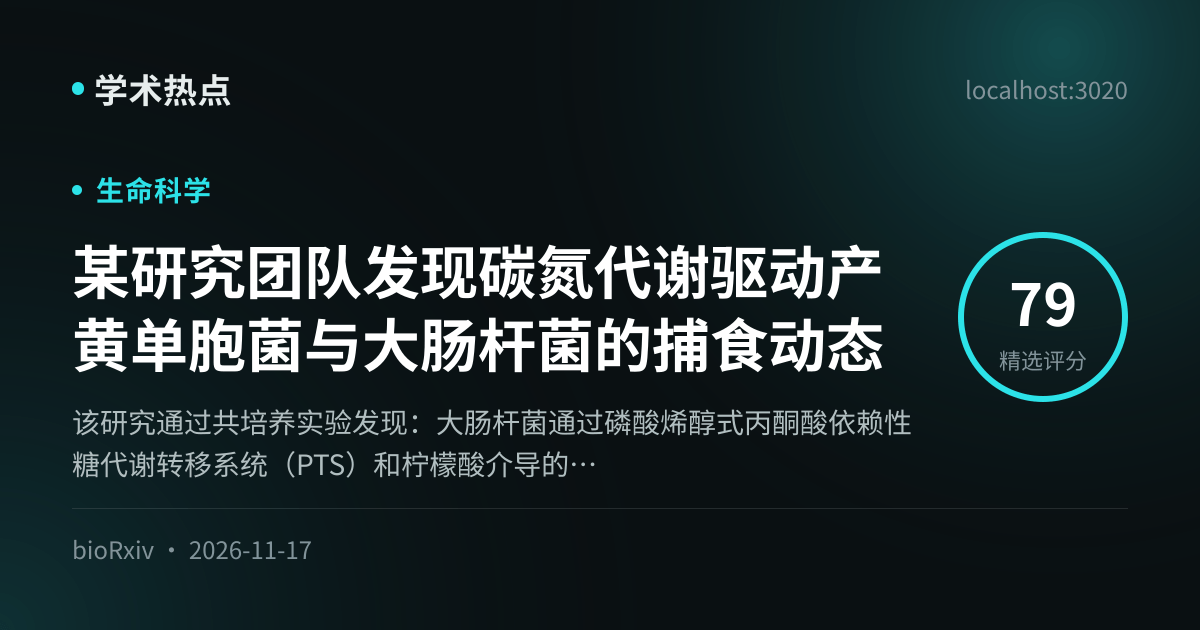 学术热点
localhost:3020
生命科学
某研究团队发现碳氮代谢驱动产
黄单胞菌与大肠杆菌的捕食动态
79
精选评分
该研究通过共培养实验发现：大肠杆菌通过磷酸烯醇式丙酮酸依赖性
糖代谢转移系统（PTS）和柠檬酸介导的…
bioRxiv • 2026-11-17